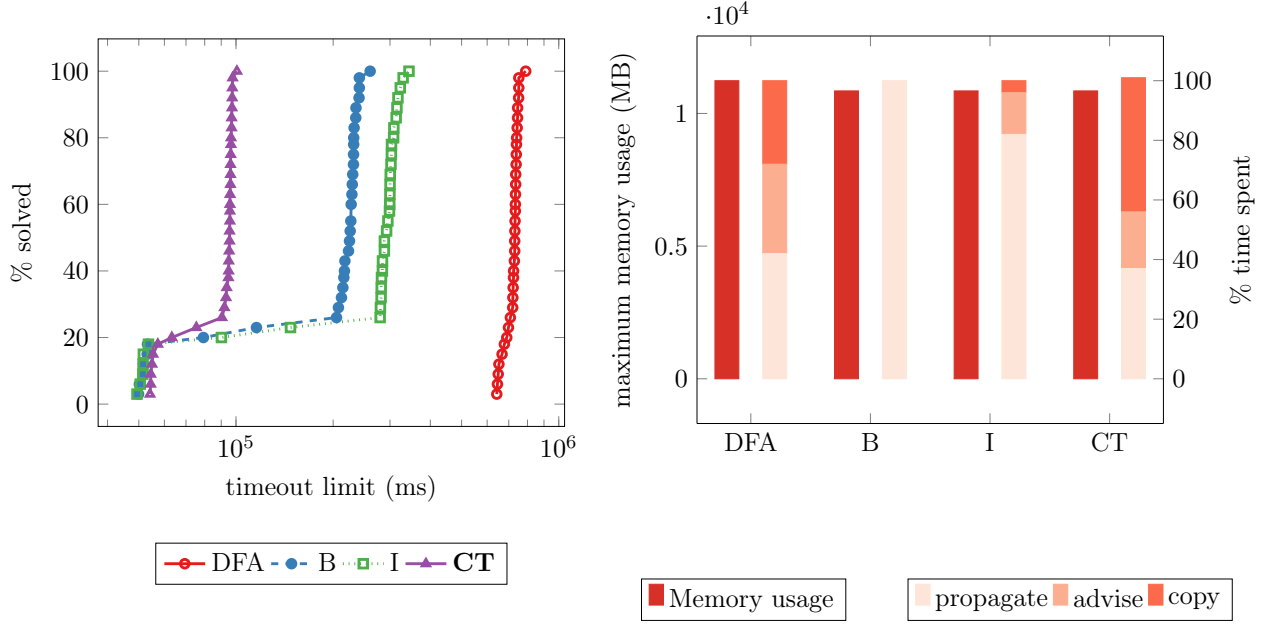 % solved
100
80
60
40
20
0
10^5
10^6
timeout limit (ms)
DFA B I CT
·10^4
maximum memory usage (MB)
1
0.5
0
100
80
60
40
20
0
% time spent
DFA B I CT
Memory usage
propagate advise copy